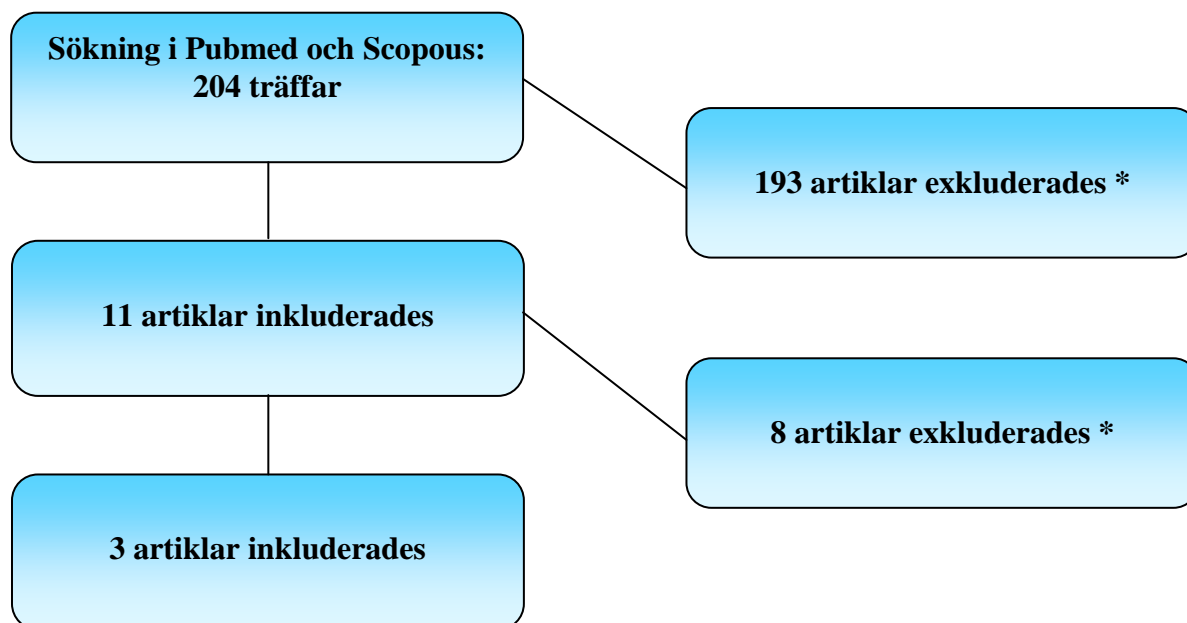 Sökning i Pubmed och Scopous:
204 träffar
193 artiklar exkluderades *
11 artiklar inkluderades
8 artiklar exkluderades *
3 artiklar inkluderades